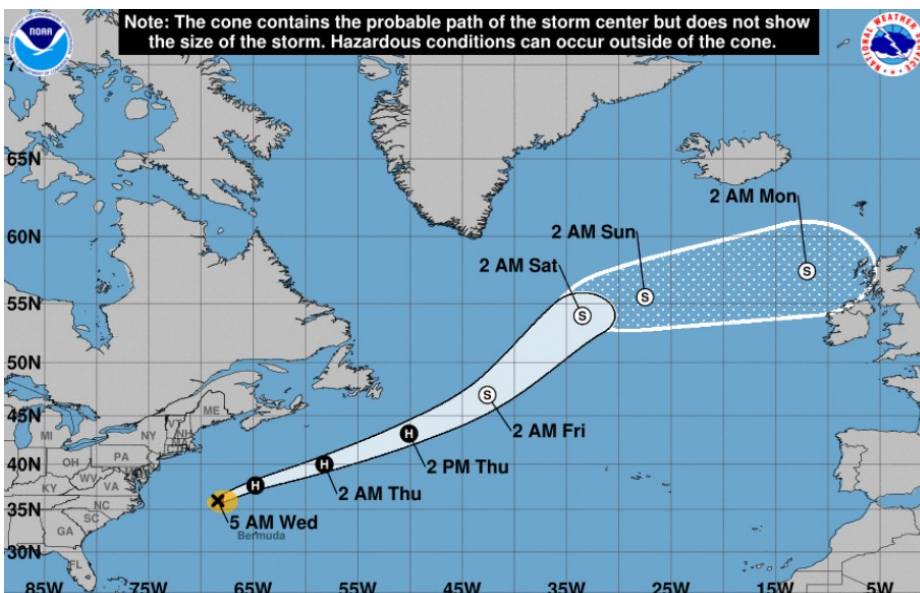 Note: The cone contains the probable path of the storm center but does not show
the size of the storm. Hazardous conditions can occur outside of the cone.
NOAA
NATIONAL WEATHER SERVICE
65N
60N
55N
50N
45N
40N
35N
30N
2 AM Mon
2 AM Sun
2 AM Sat
S
S
S
S
2 AM Fri
H
2 PM Thu
H
2 AM Thu
H
5 AM Wed
Bermuda
ME
VT
NH
MI
NY
PA
OH
WV
VA
KY
NC
SC
GA
FL
85W
75W
65W
55W
45W
35W
25W
15W
5W